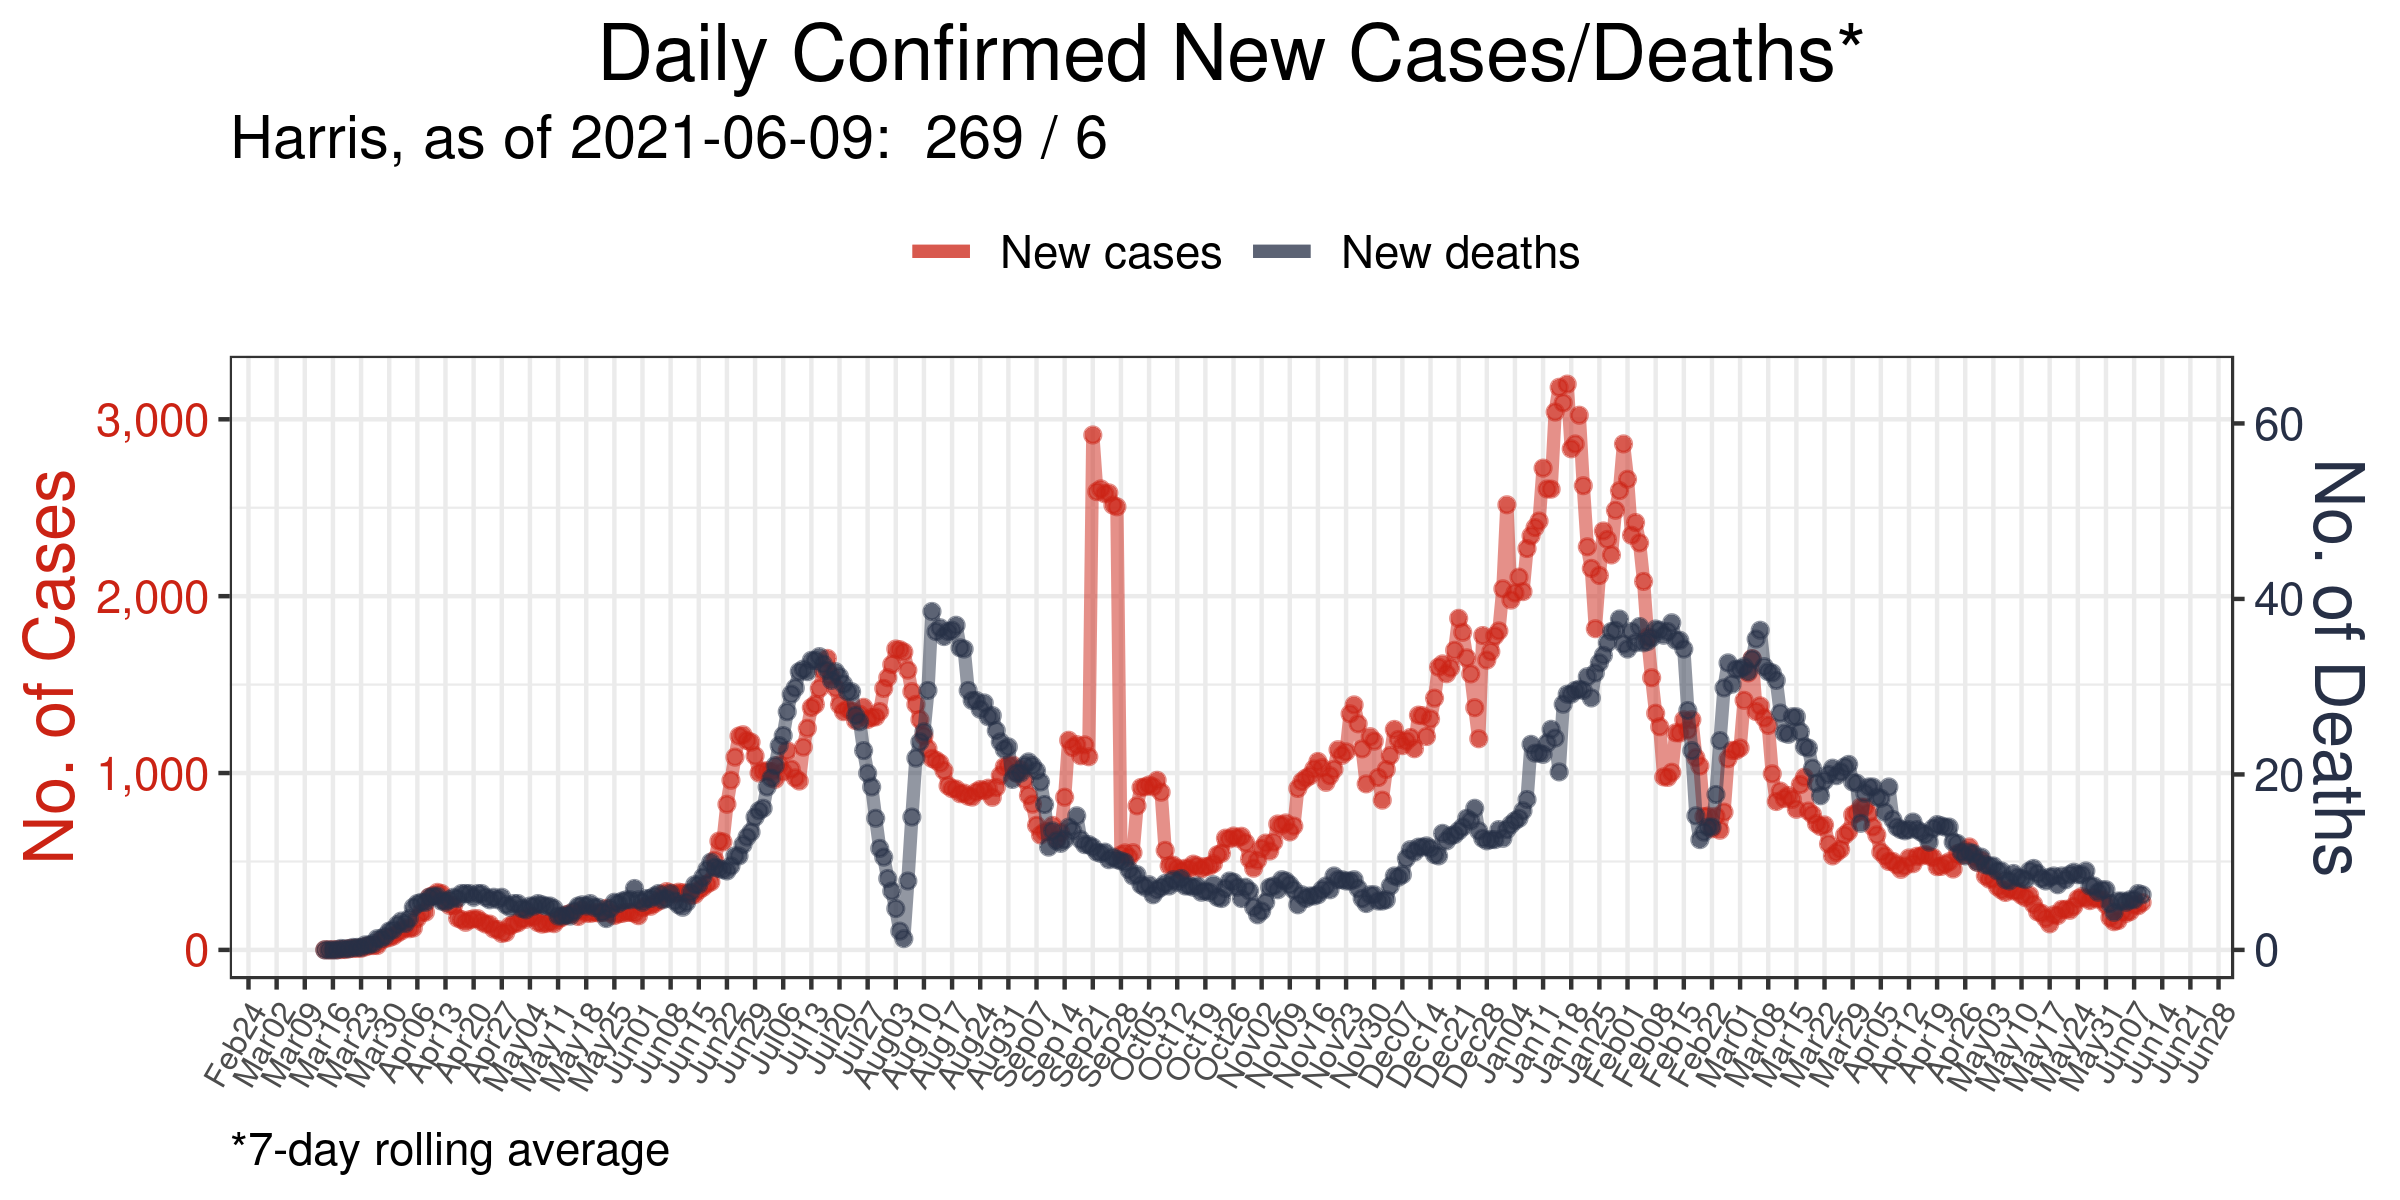 Daily Confirmed New Cases/Deaths*
Harris, as of 2021-06-09:  269 / 6
New cases
New deaths
No. of Cases
3,000
2,000
1,000
0
60
40
20
0
No. of Deaths
Feb24
Mar02
Mar09
Mar16
Mar23
Mar30
Apr06
Apr13
Apr20
Apr27
May04
May11
May18
May25
Jun01
Jun08
Jun15
Jun22
Jun29
Jul06
Jul13
Jul20
Jul27
Aug03
Aug10
Aug17
Aug24
Aug31
Sep07
Sep14
Sep21
Sep28
Oct05
Oct12
Oct19
Oct26
Nov02
Nov09
Nov16
Nov23
Nov30
Dec07
Dec14
Dec21
Dec28
Jan04
Jan11
Jan18
Jan25
Feb01
Feb08
Feb15
Feb22
Mar01
Mar08
Mar15
Mar22
Mar29
Apr05
Apr12
Apr19
Apr26
May03
May10
May17
May24
May31
Jun07
Jun14
Jun21
Jun28
*7-day rolling average